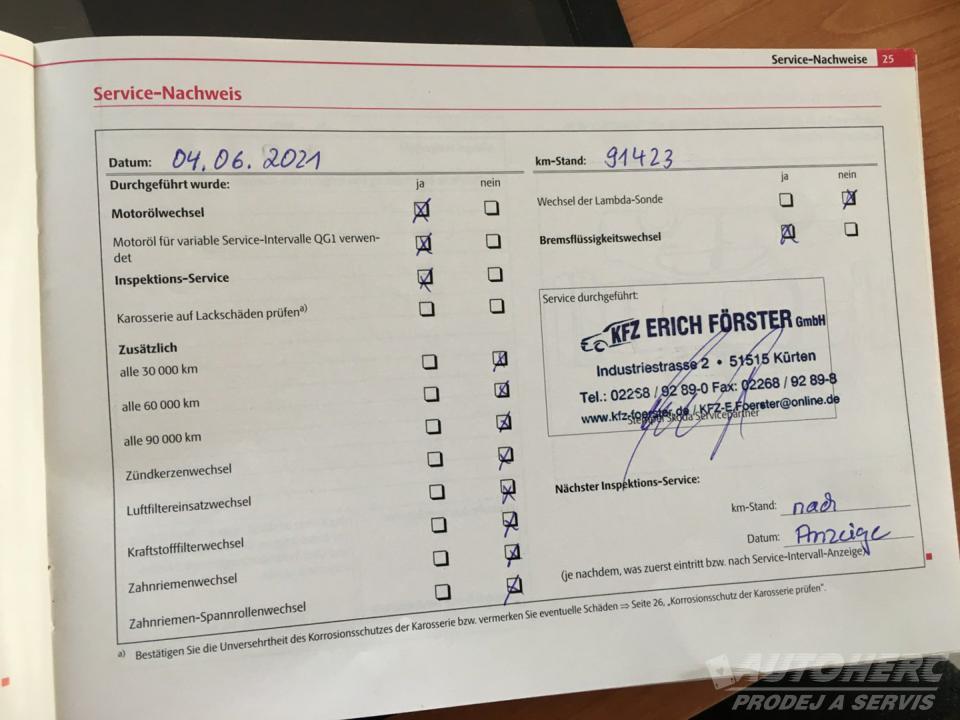 Service-Nachweise 25
Service-Nachweis
Datum: 04.06.2021
km-Stand: 91423
Durchgeführt wurde: ja nein
ja nein
Motorölwechsel
Wechsel der Lambda-Sonde
Motoröl für variable Service-Intervalle QG1 verwen-
det
Bremsflüssigkeitswechsel
Inspektions-Service
Karosserie auf Lackschäden prüfen a)
Zusätzlich
alle 30 000 km
alle 60 000 km
alle 90 000 km
Zündkerzenwechsel
Luftfiltereinsatzwechsel
Kraftstofffilterwechsel
Zahnriemenwechsel
Zahnriemen-Spannrollenwechsel
Service durchgeführt:
KFZ ERICH FÖRSTER GmbH
Industriestrasse 2 • 51515 Kürten
Tel.: 02268 / 92 89-0 Fax: 02268 / 92 89-8
www.kfz-foerster.de / KFZ-E.Foerster@online.de
Stempel Škoda Servicepartner
Nächster Inspektions-Service:
km-Stand: nach
Datum: Anzeige
(je nachdem, was zuerst eintritt bzw. nach Service-Intervall-Anzeige)
a) Bestätigen Sie die Unversehrtheit des Korrosionsschutzes der Karosserie bzw. vermerken Sie eventuelle Schäden ⇒ Seite 26, „Korrosionsschutz der Karosserie prüfen".
AUTOHERC
PRODEJ A SERVIS